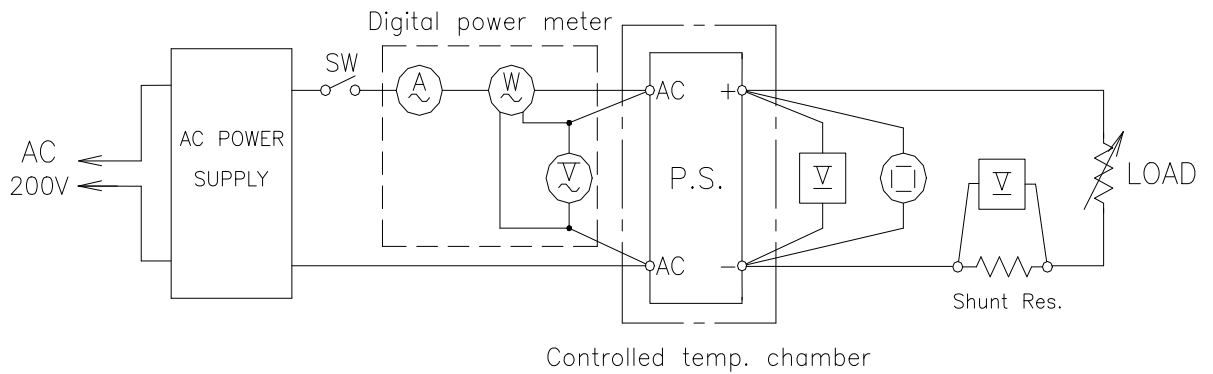 Digital power meter
SW
A
W
AC
+
AC POWER
SUPPLY
AC
200V
V
P.S.
V
V
LOAD
AC
−
Shunt Res.
Controlled temp. chamber